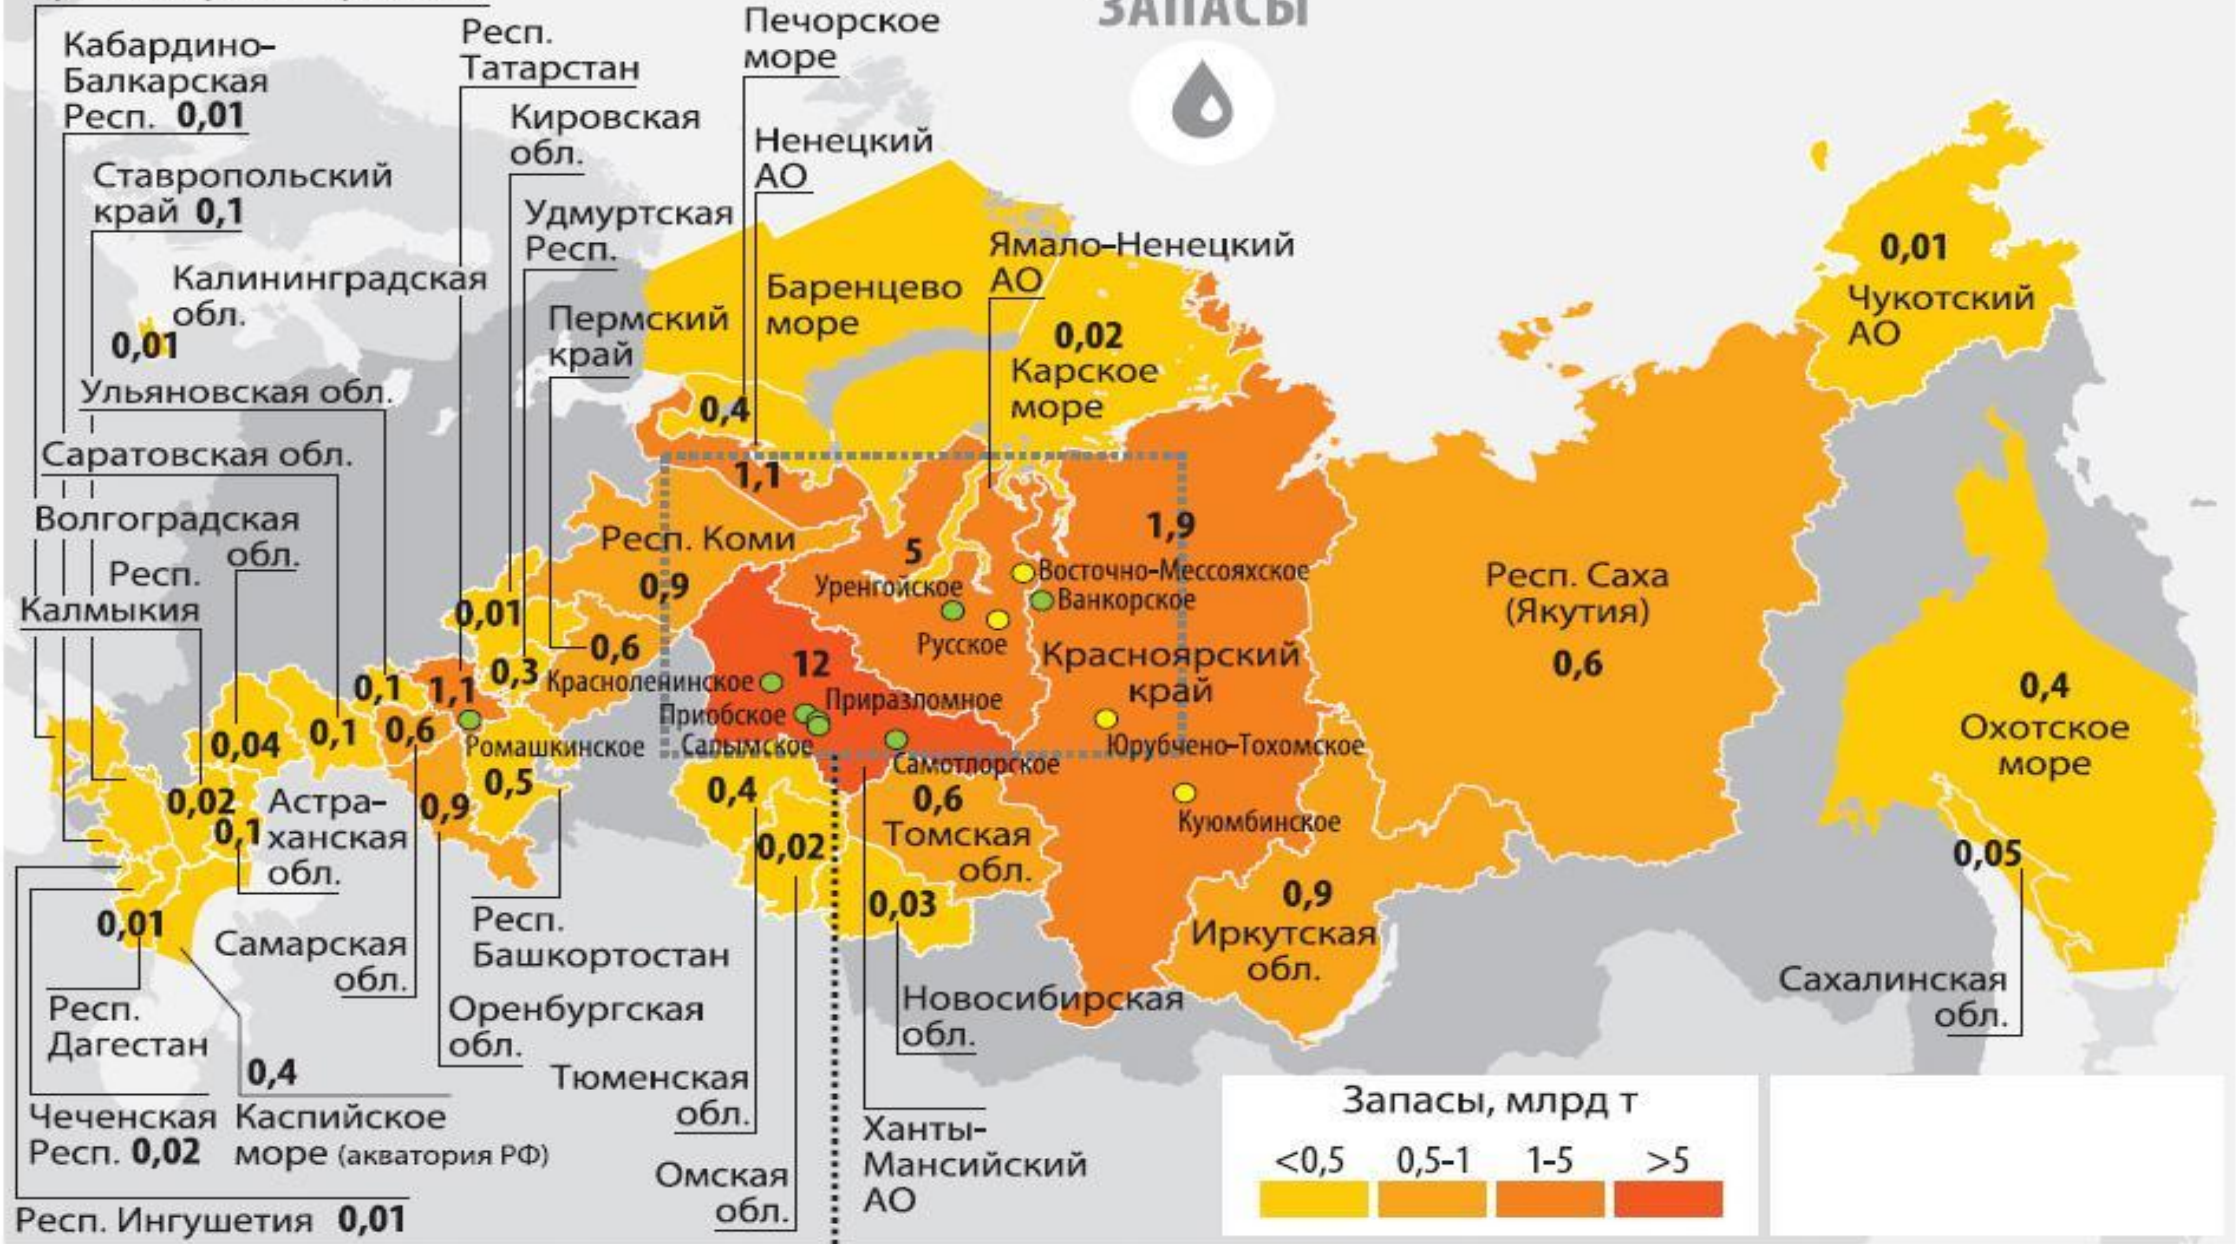 ЗАПАСЫ
Кабардино-
Балкарская
Респ. 0,01
Респ.
Татарстан
Печорское
море
Кировская
обл.
Ненецкий
АО
Ставропольский
край 0,1
Удмуртская
Респ.
Калининградская
обл.
0,01
Пермский
край
Баренцево
море
Ямало-Ненецкий
АО
0,02
Карское
море
0,01
Чукотский
АО
Ульяновская обл.
0,4
Саратовская обл.
1,1
Волгоградская
обл.
Респ. Коми
0,9
5
Уренгойское
1,9
Восточно-Мессояхское
Ванкорское
Русское
Респ.
Калмыкия
0,01
0,6
0,3
Красноленинское
12
Приразломное
Приобское
Салымское
Самотлорское
Красноярский
край
Юрубчено-Тохомское
Куюмбинское
Респ. Саха
(Якутия)
0,6
0,4
Охотское
море
0,05
Сахалинская
обл.
0,1
1,1
0,04
0,1
0,6
Ромашкинское
0,5
0,9
0,02
0,1
Астра-
ханская
обл.
0,4
0,02
0,6
Томская
обл.
0,03
0,9
Иркутская
обл.
0,01
Респ.
Дагестан
Самарская
обл.
Респ.
Башкортостан
Оренбургская
обл.
Новосибирская
обл.
0,4
Каспийское
море (акватория РФ)
Чеченская
Респ. 0,02
Респ. Ингушетия 0,01
Тюменская
обл.
Омская
обл.
Ханты-
Мансийский
АО
Запасы, млрд т
<0,5 0,5-1 1-5 >5